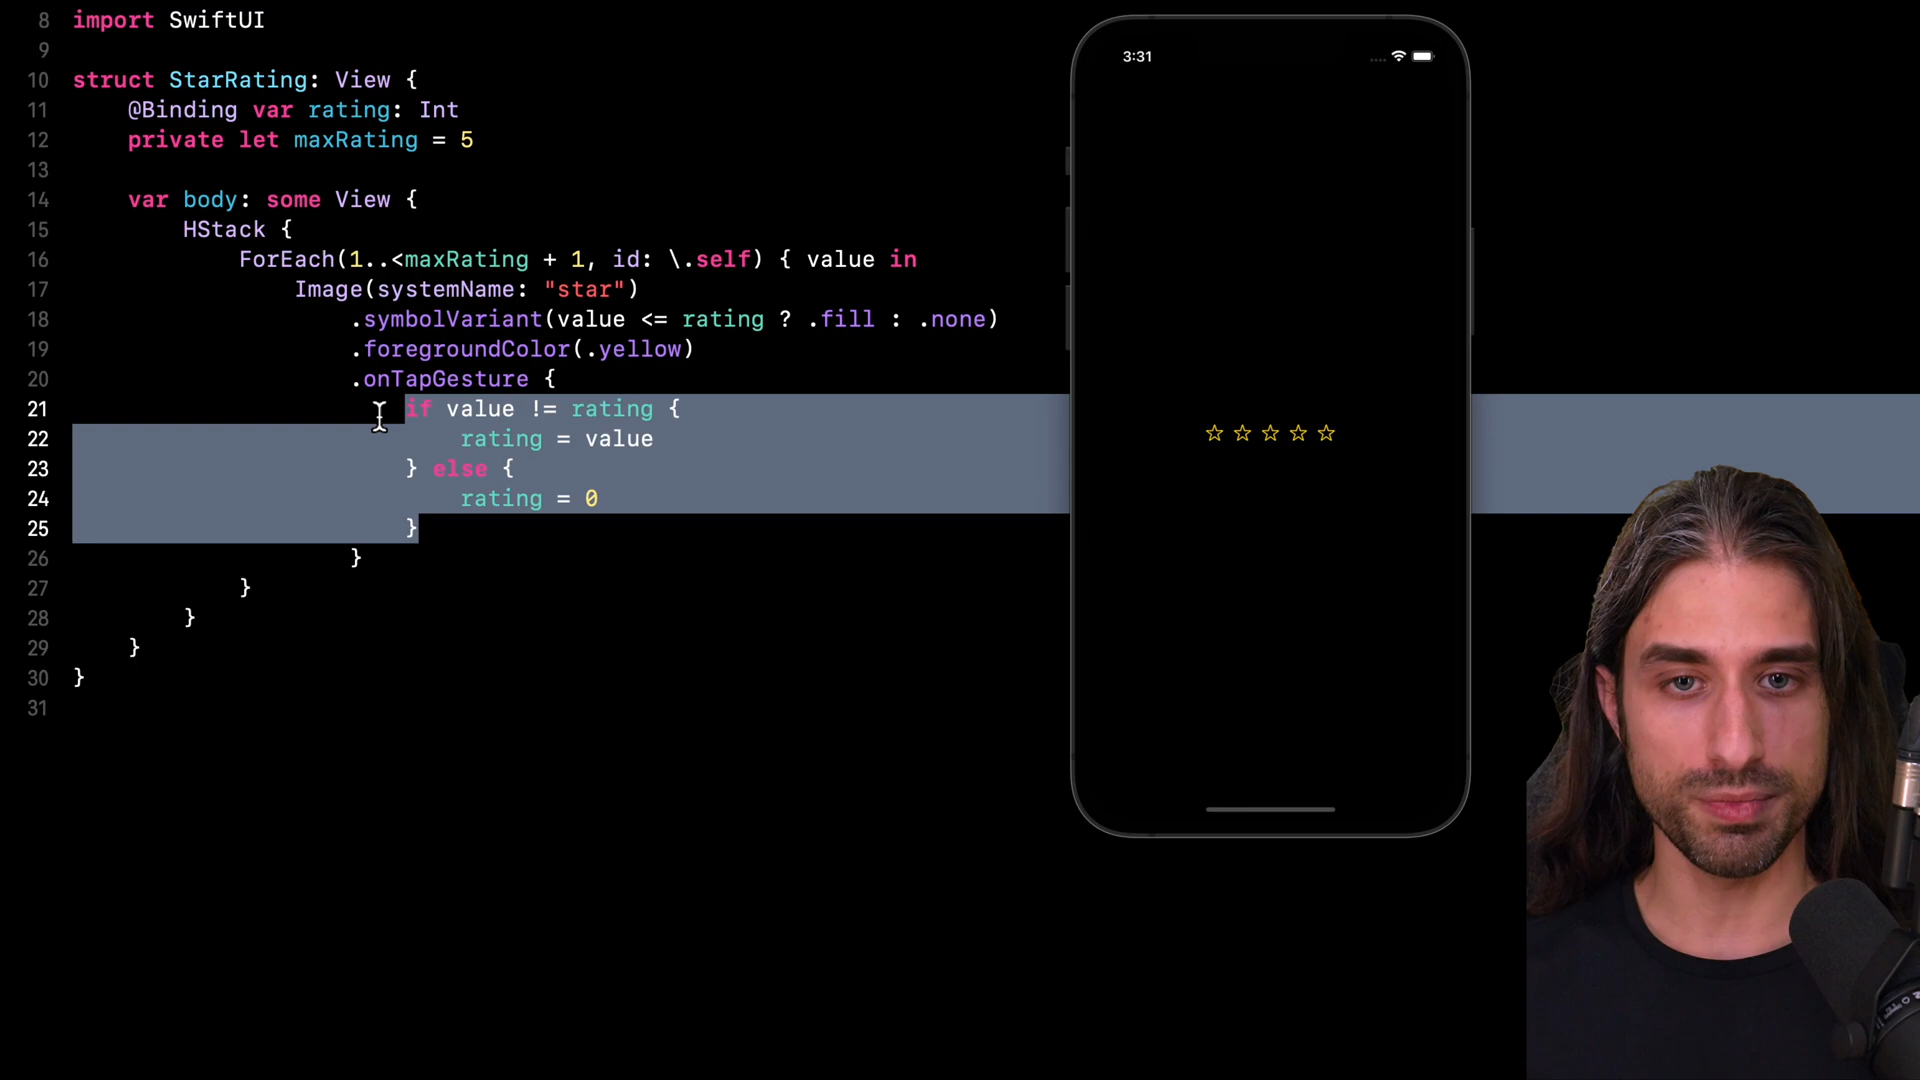 8 import SwiftUI
9
10 struct StarRating: View {
11 @Binding var rating: Int
12 private let maxRating = 5
13
14 var body: some View {
15 HStack {
16 ForEach(1..<maxRating + 1, id: \.self) { value in
17 Image(systemName: "star")
18 .symbolVariant(value <= rating ? .fill : .none)
19 .foregroundColor(.yellow)
20 .onTapGesture {
21 if value != rating {
22 rating = value
23 } else {
24 rating = 0
25 }
26 }
27 }
28 }
29 }
30 }
31
3:31